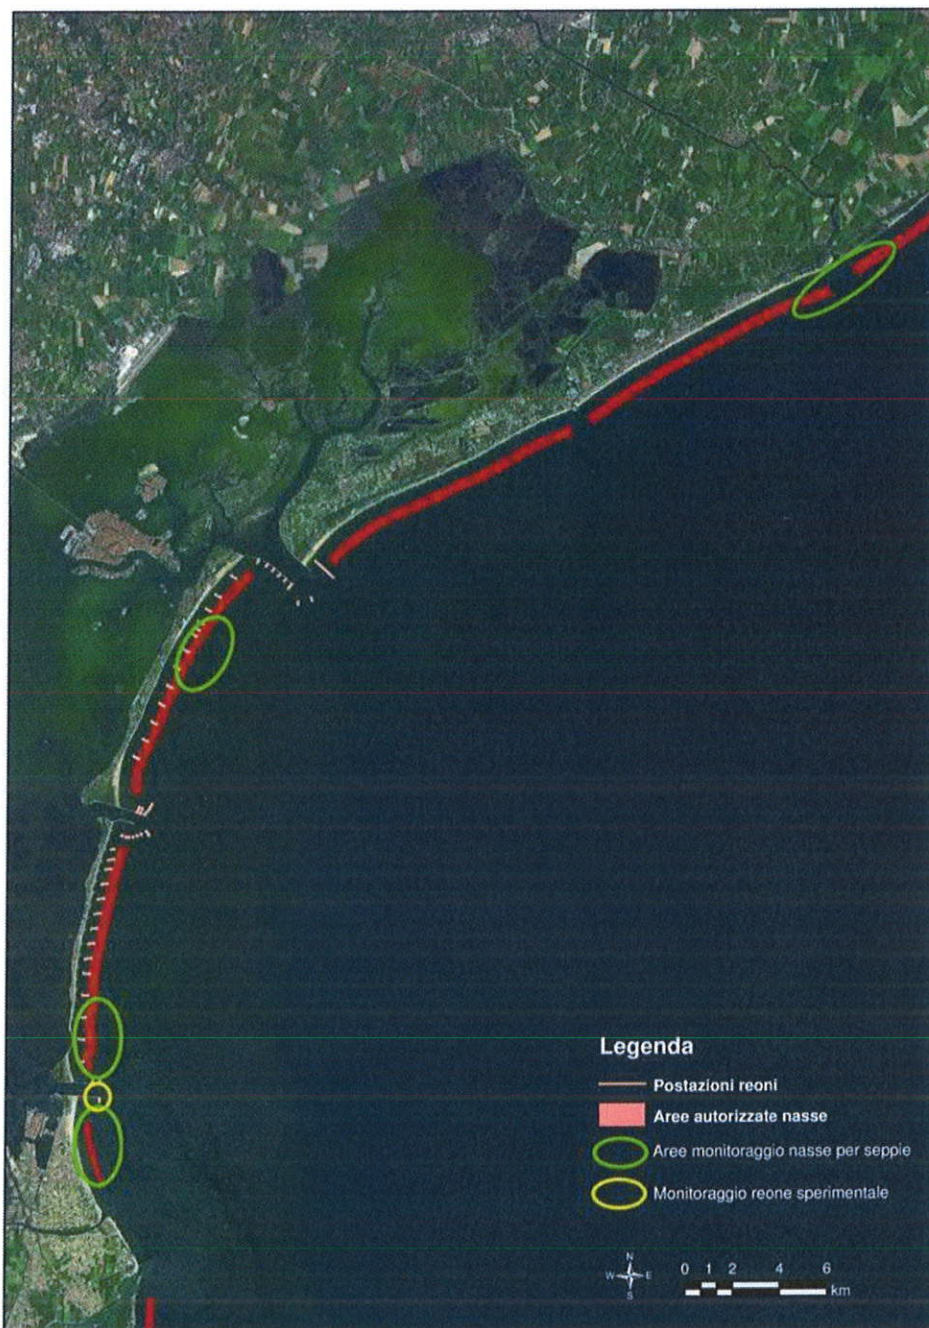 Legenda
Postazioni reoni
Aree autorizzate nasse
Aree monitoraggio nasse per seppie
Monitoraggio reone sperimentale
N
W E
S
0 1 2 4 6
km